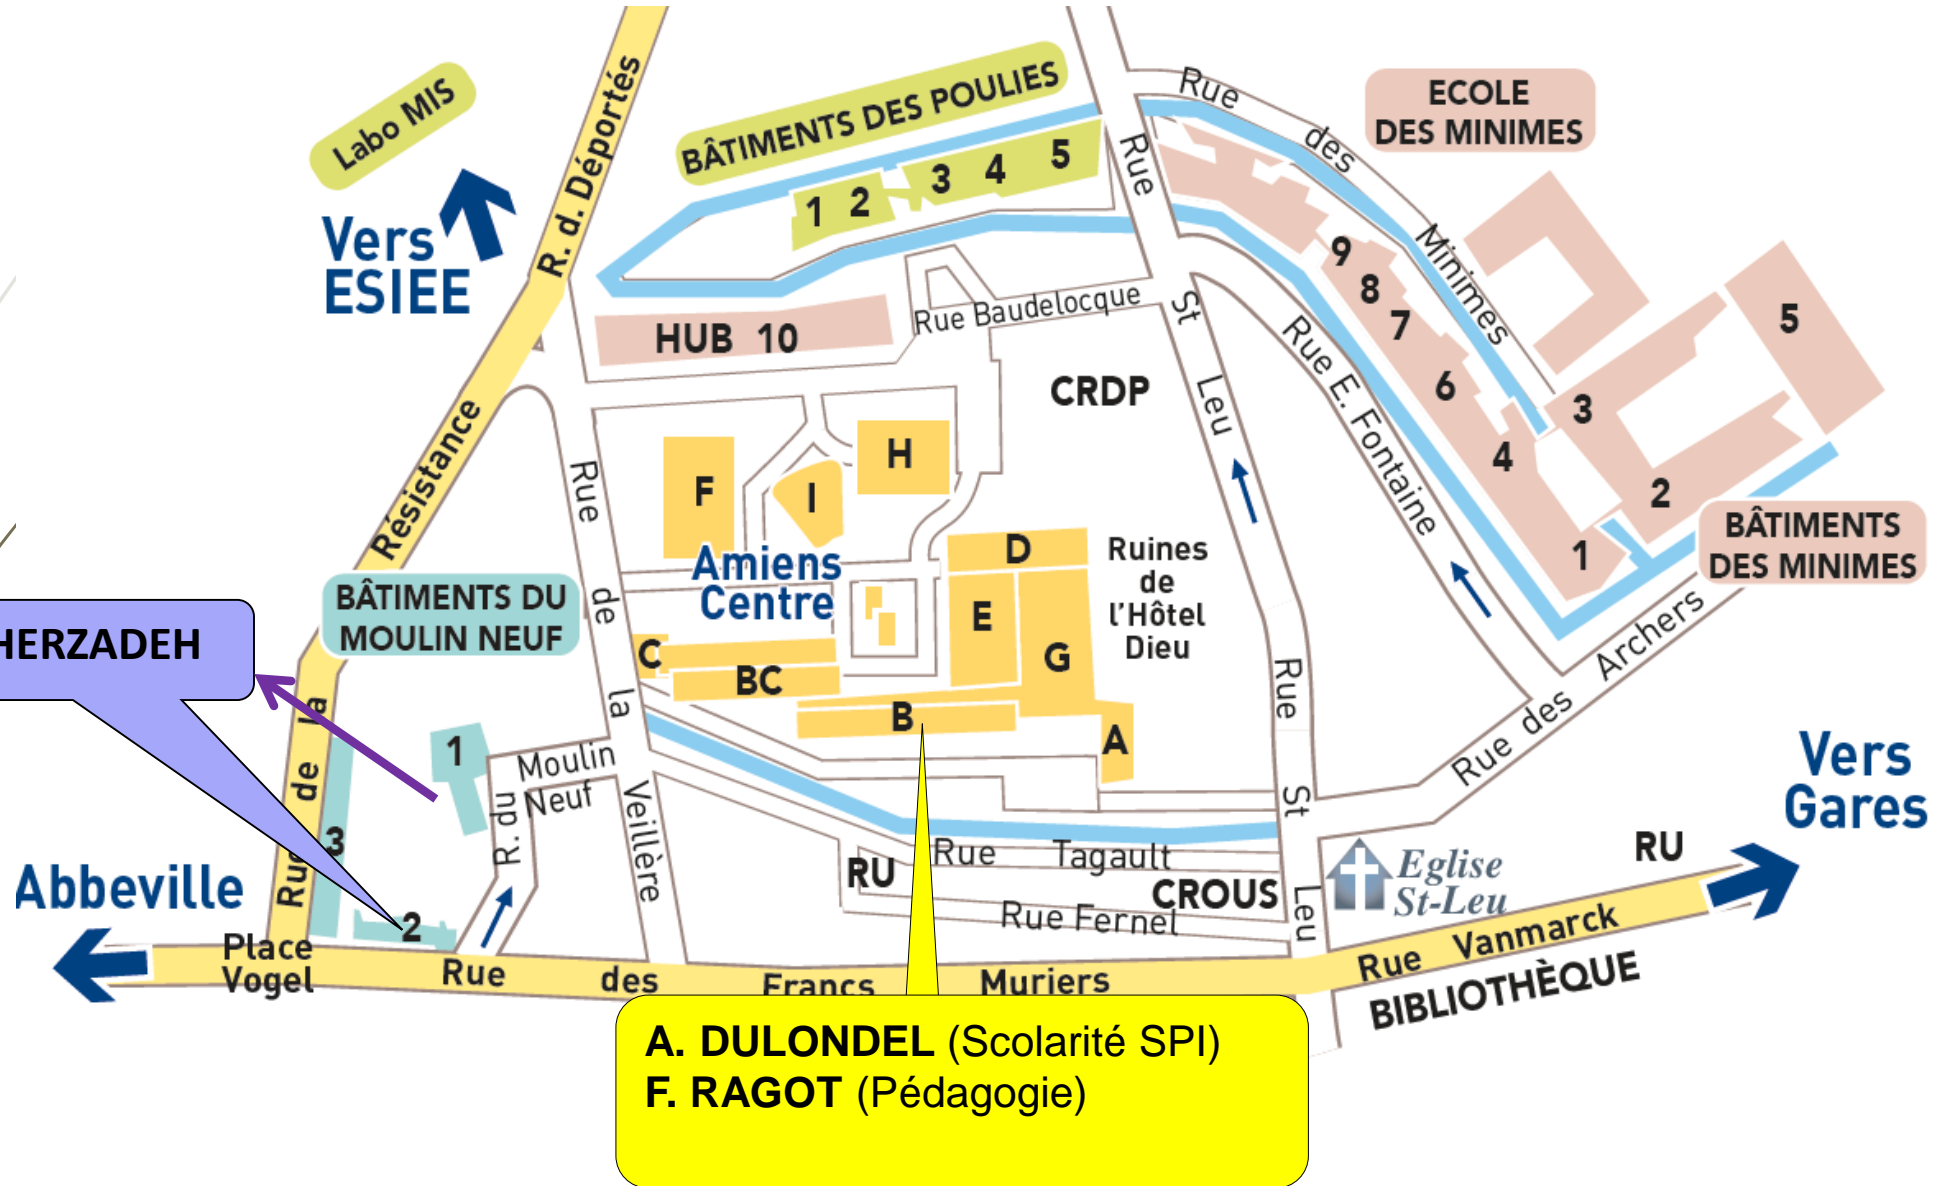 Labo MIS
BÂTIMENTS DES POULIES
ECOLE
DES MINIMES
Vers
ESIEE
R. d. Déportés
1 2 3 4 5
Rue
Rue des Minimes
9
8
7
6
4
1
3
2
5
HUB 10
Rue Baudelocque
St
Leu
Rue E. Fontaine
CRDP
Résistance
Rue
de
la
Veillère
F
I
H
Amiens
Centre
D
E
G
C
BC
B
A
Ruines
de
l'Hôtel
Dieu
BÂTIMENTS
DES MINIMES
BÂTIMENTS DU
MOULIN NEUF
HERZADEH
Rue de la
1
3
2
Moulin
Neuf
R. du
Rue
St
Leu
Rue des Archers
Vers
Gares
Abbeville
RU
Rue Tagault
CROUS
Rue Fernel
Eglise
St-Leu
RU
Place
Vogel
Rue des Francs Muriers
Rue Vanmarck
BIBLIOTHÈQUE
A. DULONDEL (Scolarité SPI)
F. RAGOT (Pédagogie)